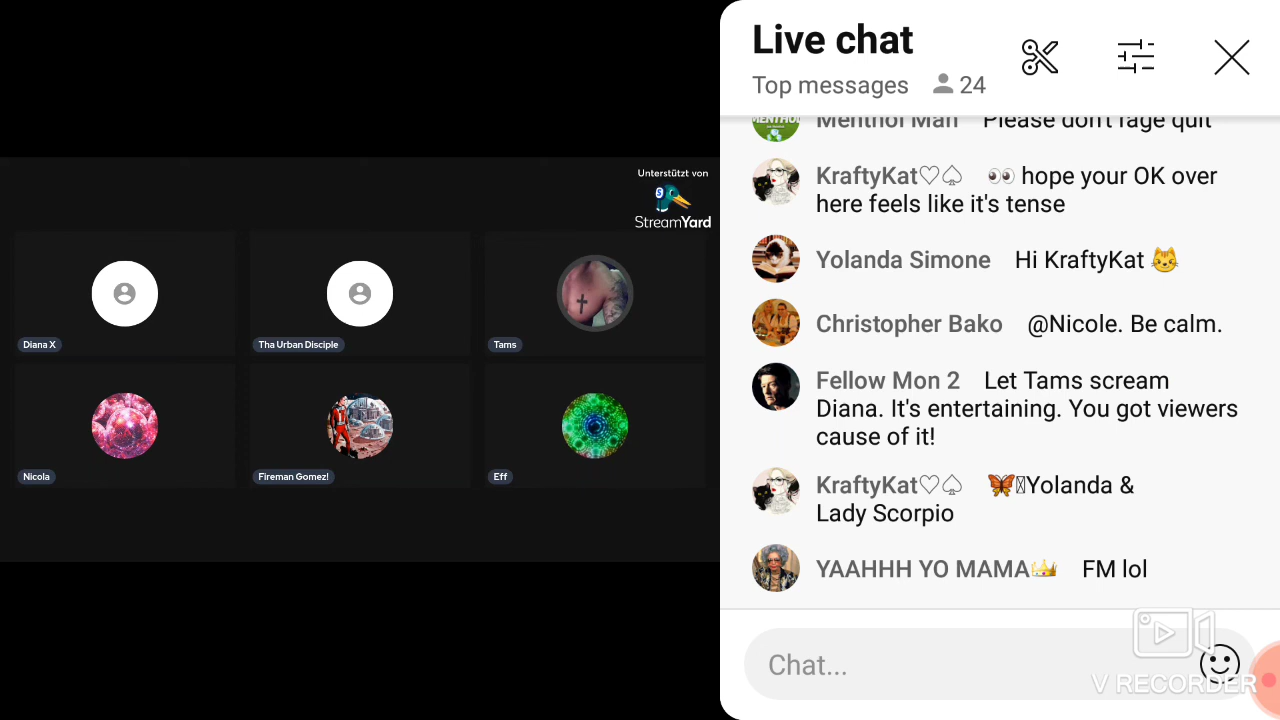 Unterstützt von
StreamYard
Diana X
Tha Urban Disciple
Tams
Nicola
Fireman Gomez!
Eff
Live chat
Top messages 24
MENTHOL
Menthol Man Please don't rage quit
KraftyKat♡♤ 👀 hope your OK over
here feels like it's tense
Yolanda Simone Hi KraftyKat 😼
Christopher Bako @Nicole. Be calm.
Fellow Mon 2 Let Tams scream
Diana. It's entertaining. You got viewers
cause of it!
KraftyKat♡♤ 🦋Yolanda &
Lady Scorpio
YAAHHH YO MAMA👑 FM lol
Chat...
V RECORDER